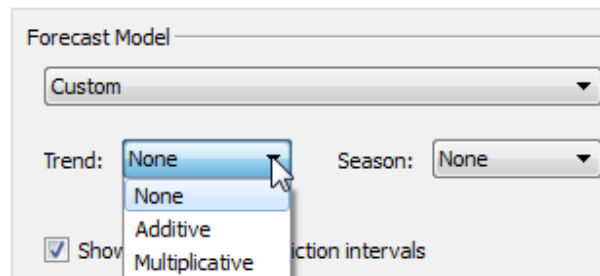 Forecast Model
Custom
Trend: None Season: None
None
Additive
Show iction intervals
Multiplicative